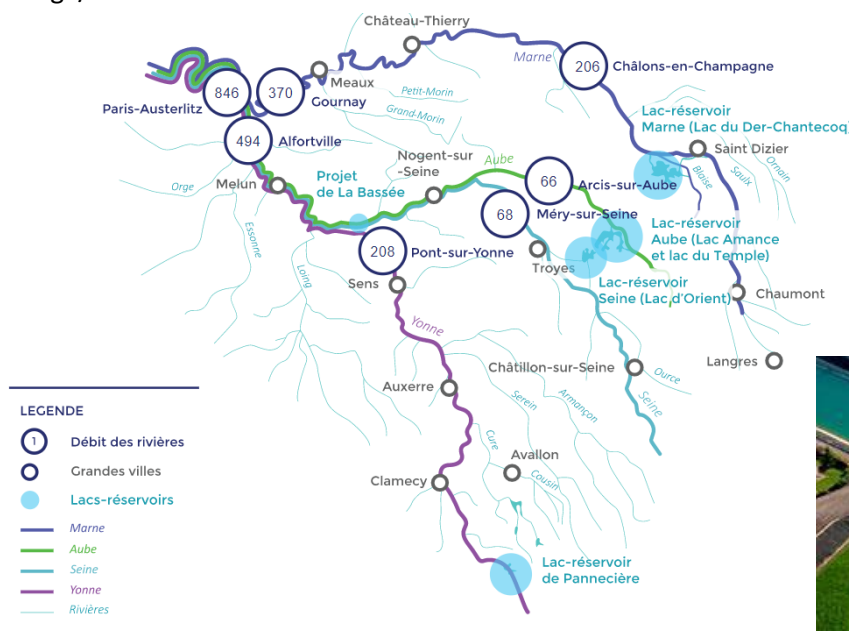 Château-Thierry
Marne
206
Châlons-en-Champagne
846
370
Meaux
Gournay
Petit-Morin
Grand-Morin
Paris-Austerlitz
494
Alfortville
Lac-réservoir
Marne (Lac du Der-Chantecoq)
Saint Dizier
Blaise
Saulx
Ornain
Orge
Melun
Projet
de La Bassée
Nogent-sur
-Seine
Aube
66
Arcis-sur-Aube
68
Méry-sur-Seine
Lac-réservoir
Aube (Lac Amance
et lac du Temple)
Essonne
Loing
208
Pont-sur-Yonne
Troyes
Lac-réservoir
Seine (Lac d'Orient)
Sens
Chaumont
Yonne
Châtillon-sur-Seine
Ource
Langres
Auxerre
Serein
Armançon
Seine
Cure
Avallon
Cousin
Clamecy
Lac-réservoir
de Pannecière
LEGENDE
1
Débit des rivières
Grandes villes
Lacs-réservoirs
Marne
Aube
Seine
Yonne
Rivières